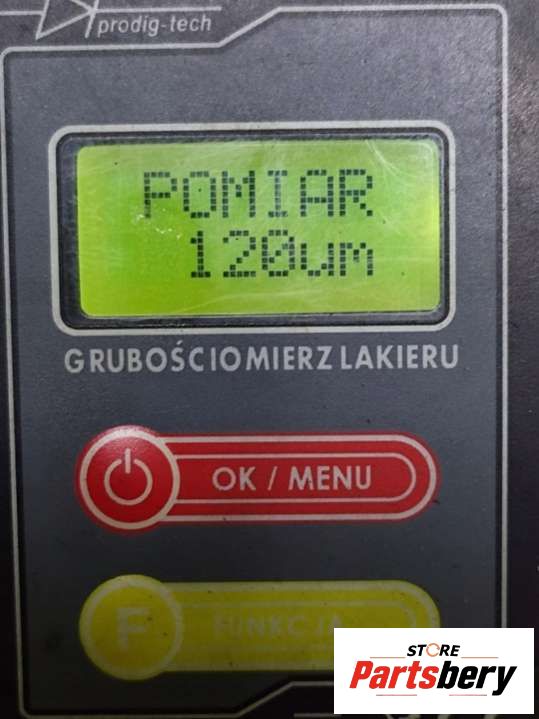 prodig-tech
POMIAR
120um
GRUBOŚCIOMIERZ LAKIERU
OK / MENU
F FUNKCJA
STORE
Partsbery